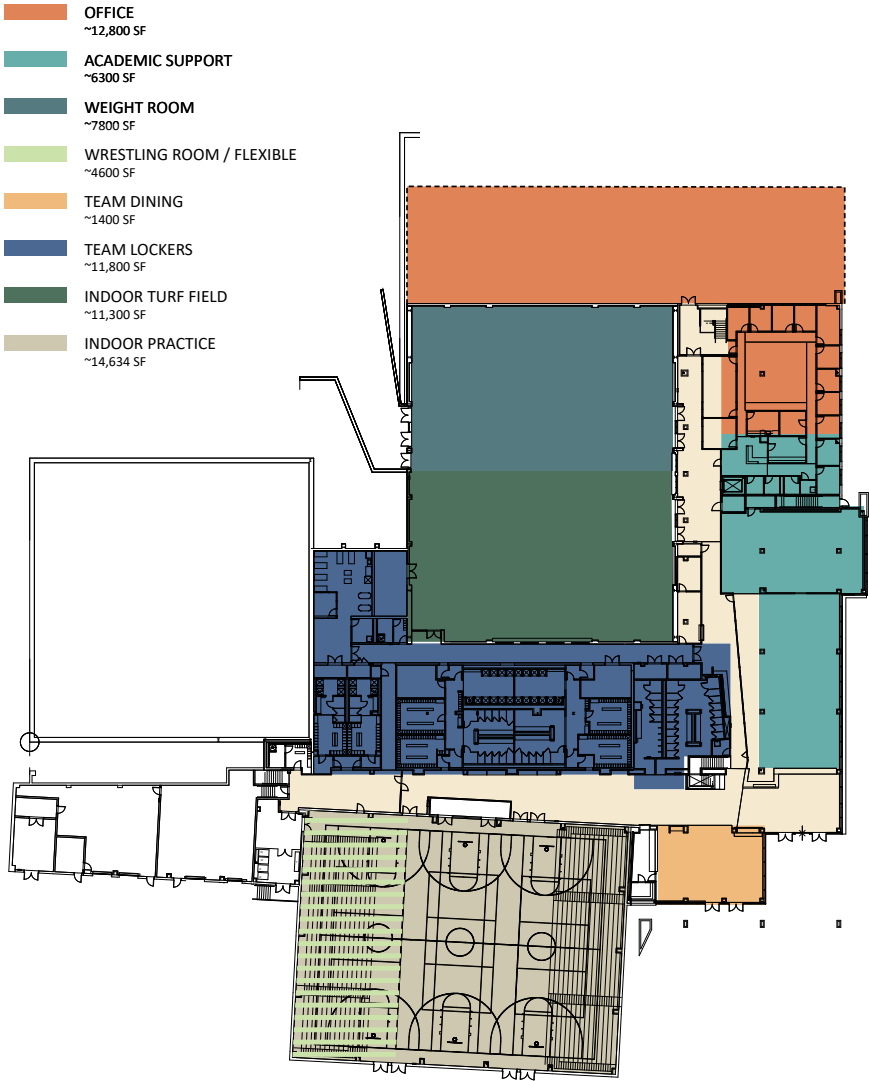 OFFICE
~12,800 SF
ACADEMIC SUPPORT
~6300 SF
WEIGHT ROOM
~7800 SF
WRESTLING ROOM / FLEXIBLE
~4600 SF
TEAM DINING
~1400 SF
TEAM LOCKERS
~11,800 SF
INDOOR TURF FIELD
~11,300 SF
INDOOR PRACTICE
~14,634 SF